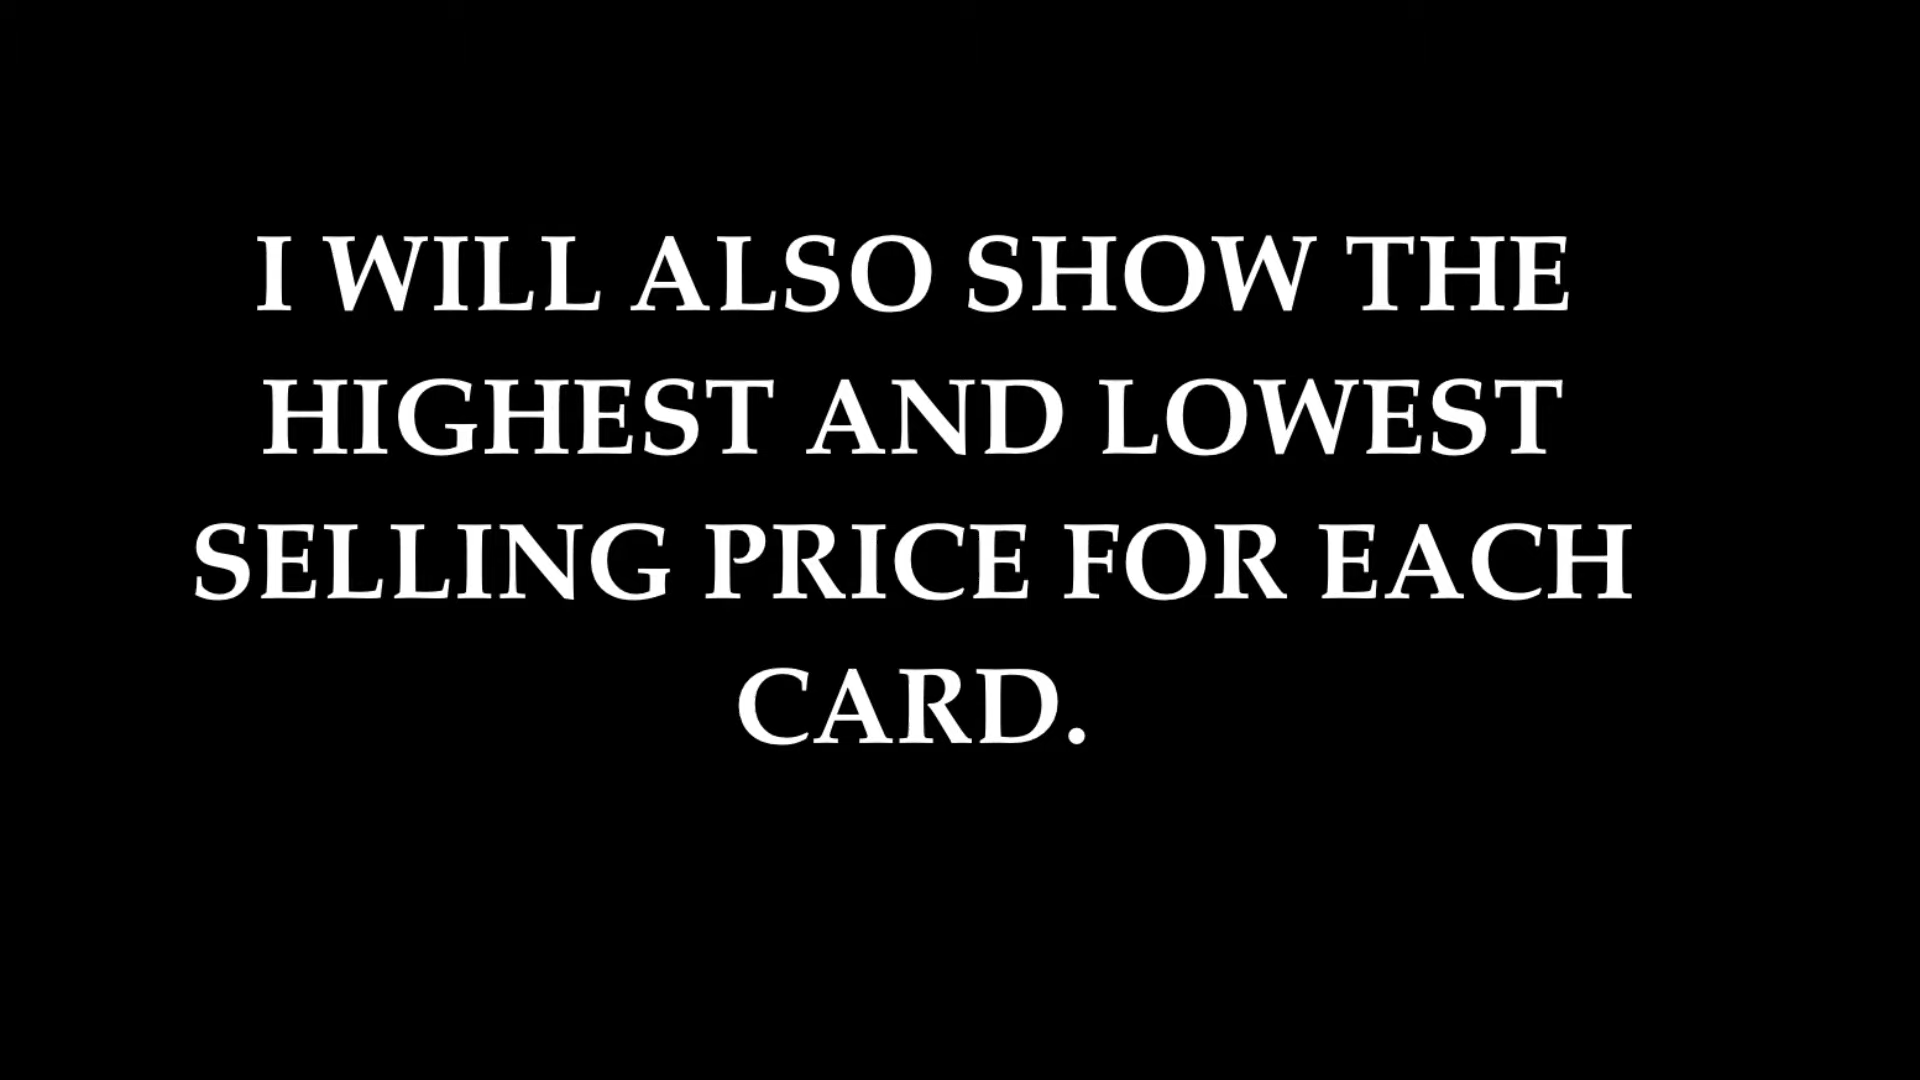 I WILL ALSO SHOW THE
HIGHEST AND LOWEST
SELLING PRICE FOR EACH
CARD.